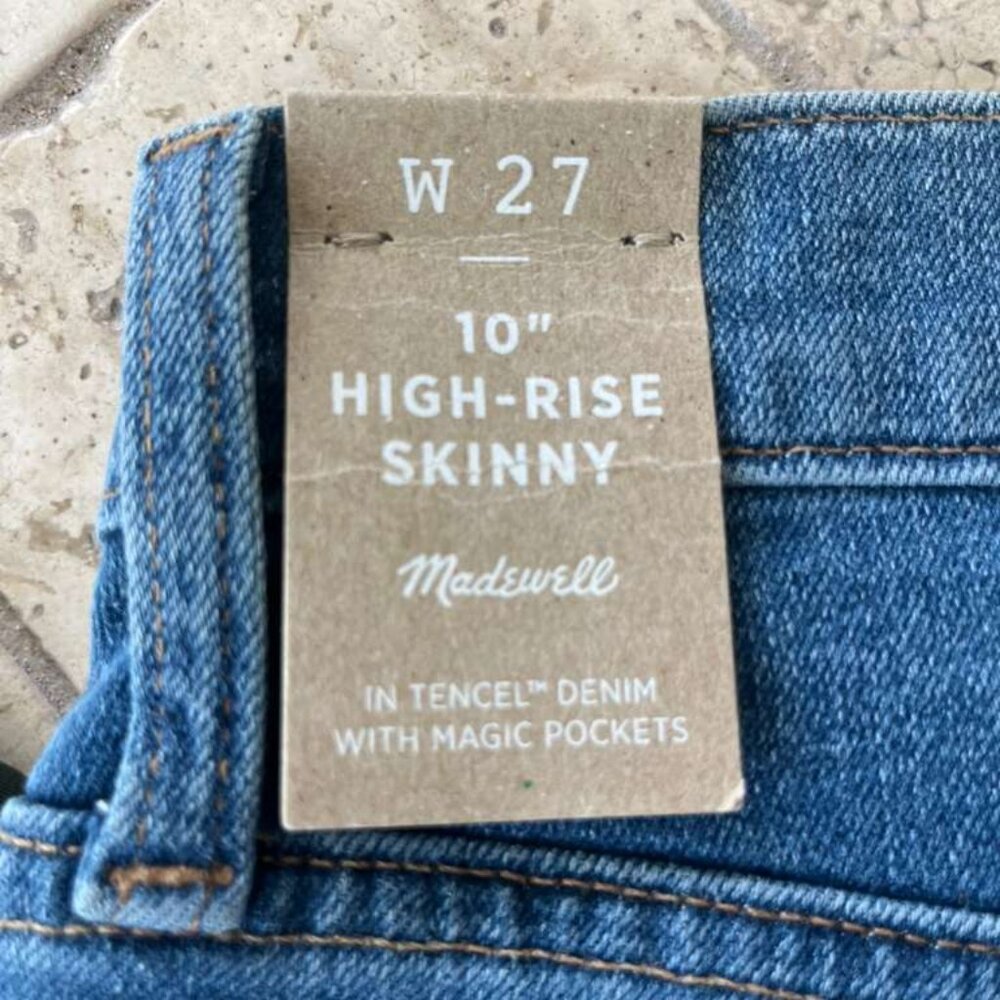 W 27
10"
HIGH-RISE
SKINNY
Madewell
IN TENCEL™ DENIM
WITH MAGIC POCKETS